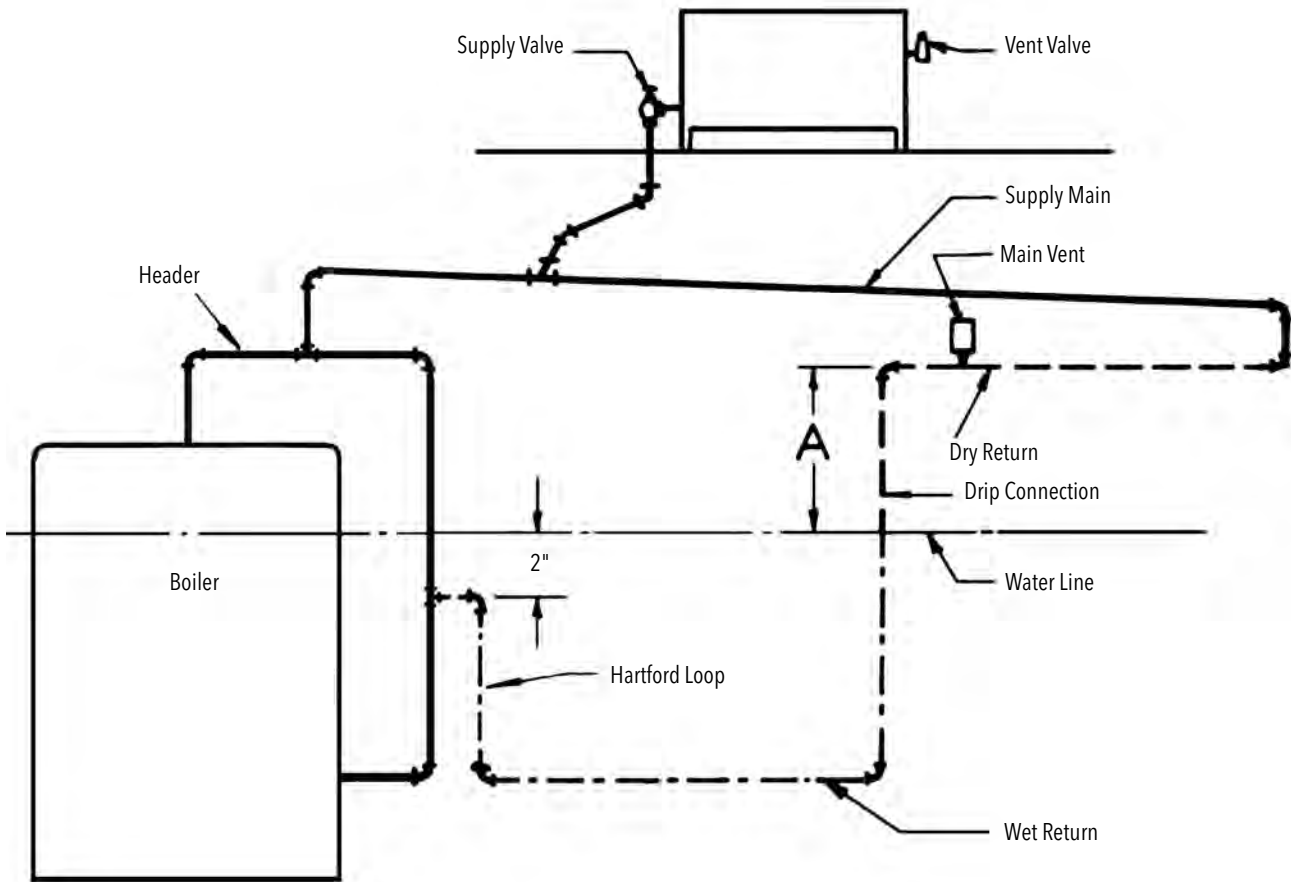 Supply Valve
Vent Valve
Supply Main
Main Vent
Header
A
Dry Return
Drip Connection
2"
Boiler
Water Line
Hartford Loop
Wet Return